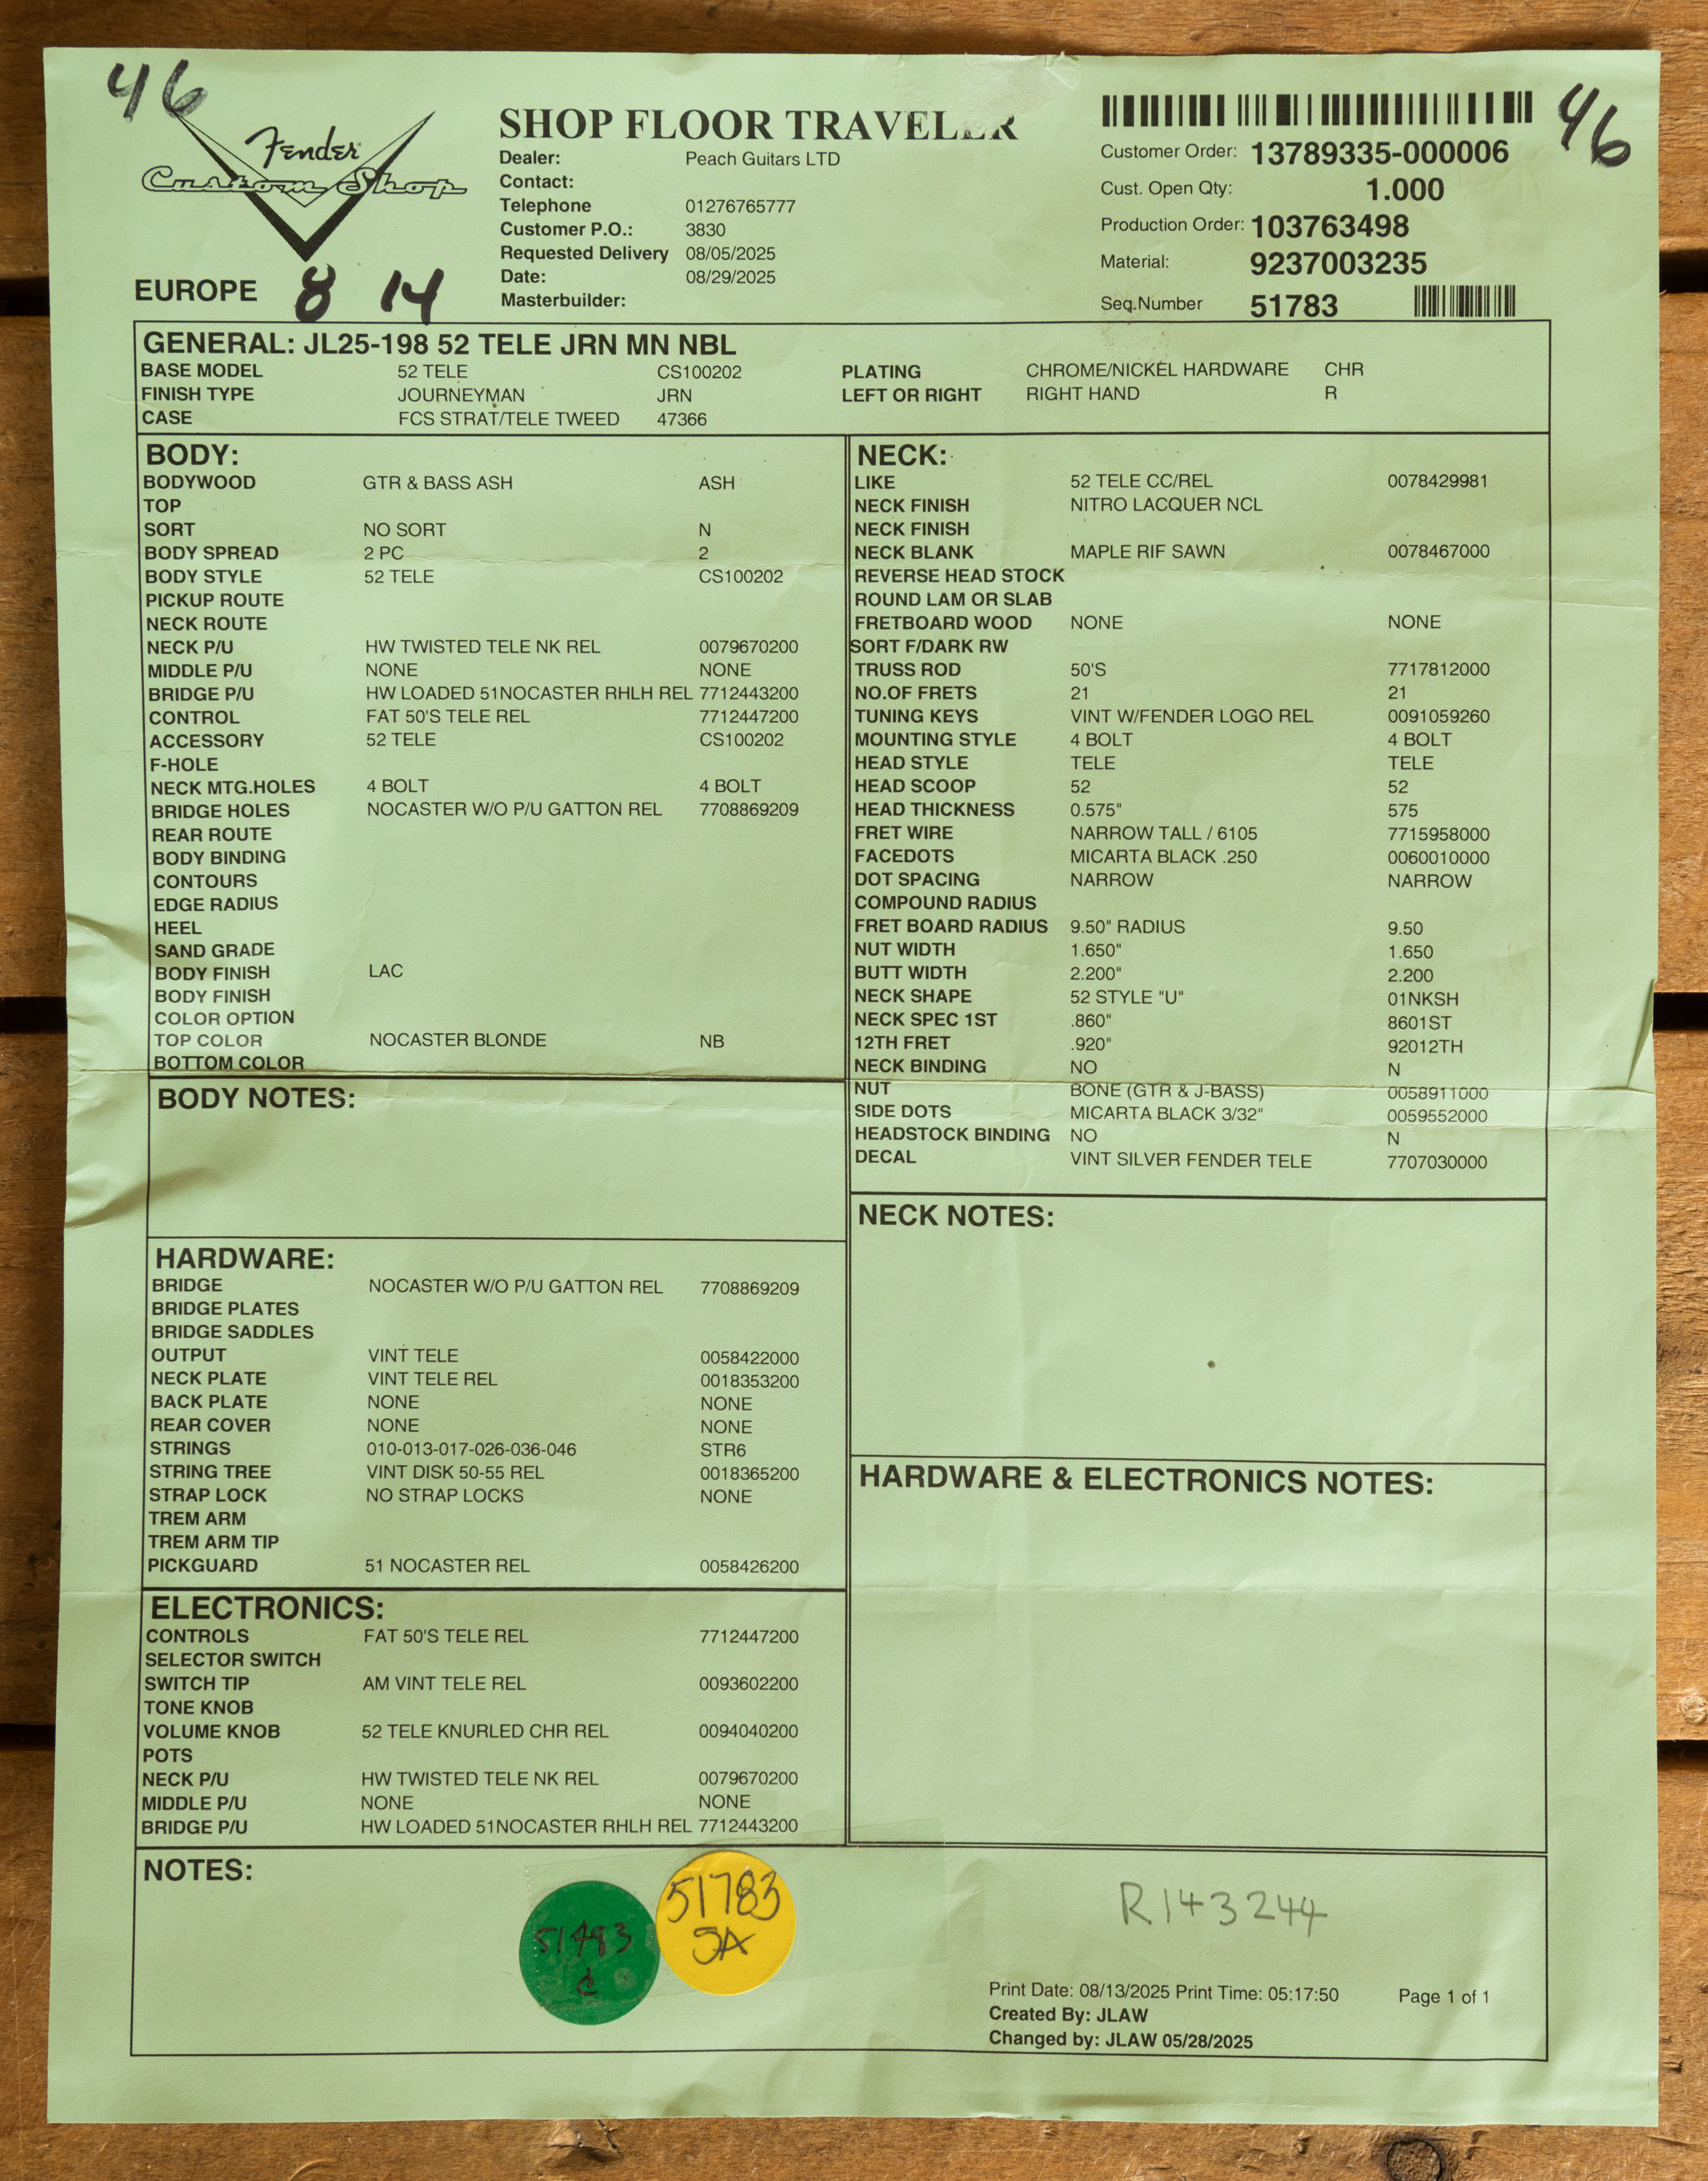 46
46
Fender
Custom Shop
SHOP FLOOR TRAVELER
Dealer: Peach Guitars LTD
Contact:
Telephone 01276765777
Customer P.O.: 3830
Requested Delivery 08/05/2025
Date: 08/29/2025
Masterbuilder:
Customer Order: 13789335-000006
Cust. Open Qty: 1.000
Production Order: 103763498
Material: 9237003235
Seq.Number 51783
EUROPE 8 14
GENERAL: JL25-198 52 TELE JRN MN NBL
BASE MODEL 52 TELE CS100202 PLATING CHROME/NICKEL HARDWARE CHR
FINISH TYPE JOURNEYMAN JRN LEFT OR RIGHT RIGHT HAND R
CASE FCS STRAT/TELE TWEED 47366
BODY:
BODYWOOD GTR & BASS ASH ASH
TOP
SORT NO SORT N
BODY SPREAD 2 PC 2
BODY STYLE 52 TELE CS100202
PICKUP ROUTE
NECK ROUTE
NECK P/U HW TWISTED TELE NK REL 0079670200
MIDDLE P/U NONE NONE
BRIDGE P/U HW LOADED 51NOCASTER RHLH REL 7712443200
CONTROL FAT 50'S TELE REL 7712447200
ACCESSORY 52 TELE CS100202
F-HOLE
NECK MTG.HOLES 4 BOLT 4 BOLT
BRIDGE HOLES NOCASTER W/O P/U GATTON REL 7708869209
REAR ROUTE
BODY BINDING
CONTOURS
EDGE RADIUS
HEEL
SAND GRADE
BODY FINISH LAC
BODY FINISH
COLOR OPTION
TOP COLOR NOCASTER BLONDE NB
BOTTOM COLOR
BODY NOTES:
HARDWARE:
BRIDGE NOCASTER W/O P/U GATTON REL 7708869209
BRIDGE PLATES
BRIDGE SADDLES
OUTPUT VINT TELE 0058422000
NECK PLATE VINT TELE REL 0018353200
BACK PLATE NONE NONE
REAR COVER NONE NONE
STRINGS 010-013-017-026-036-046 STR6
STRING TREE VINT DISK 50-55 REL 0018365200
STRAP LOCK NO STRAP LOCKS NONE
TREM ARM
TREM ARM TIP
PICKGUARD 51 NOCASTER REL 0058426200
ELECTRONICS:
CONTROLS FAT 50'S TELE REL 7712447200
SELECTOR SWITCH
SWITCH TIP AM VINT TELE REL 0093602200
TONE KNOB
VOLUME KNOB 52 TELE KNURLED CHR REL 0094040200
POTS
NECK P/U HW TWISTED TELE NK REL 0079670200
MIDDLE P/U NONE NONE
BRIDGE P/U HW LOADED 51NOCASTER RHLH REL 7712443200
NECK:
LIKE 52 TELE CC/REL 0078429981
NECK FINISH NITRO LACQUER NCL
NECK FINISH
NECK BLANK MAPLE RIF SAWN 0078467000
REVERSE HEAD STOCK
ROUND LAM OR SLAB
FRETBOARD WOOD NONE NONE
SORT F/DARK RW
TRUSS ROD 50'S 7717812000
NO.OF FRETS 21 21
TUNING KEYS VINT W/FENDER LOGO REL 0091059260
MOUNTING STYLE 4 BOLT 4 BOLT
HEAD STYLE TELE TELE
HEAD SCOOP 52 52
HEAD THICKNESS 0.575" 575
FRET WIRE NARROW TALL / 6105 7715958000
FACEDOTS MICARTA BLACK .250 0060010000
DOT SPACING NARROW NARROW
COMPOUND RADIUS
FRET BOARD RADIUS 9.50" RADIUS 9.50
NUT WIDTH 1.650" 1.650
BUTT WIDTH 2.200" 2.200
NECK SHAPE 52 STYLE "U" 01NKSH
NECK SPEC 1ST .860" 8601ST
12TH FRET .920" 92012TH
NECK BINDING NO N
NUT BONE (GTR & J-BASS) 0058911000
SIDE DOTS MICARTA BLACK 3/32" 0059552000
HEADSTOCK BINDING NO N
DECAL VINT SILVER FENDER TELE 7707030000
NECK NOTES:
HARDWARE & ELECTRONICS NOTES:
NOTES:
51783
SA
R143244
Print Date: 08/13/2025 Print Time: 05:17:50 Page 1 of 1
Created By: JLAW
Changed by: JLAW 05/28/2025